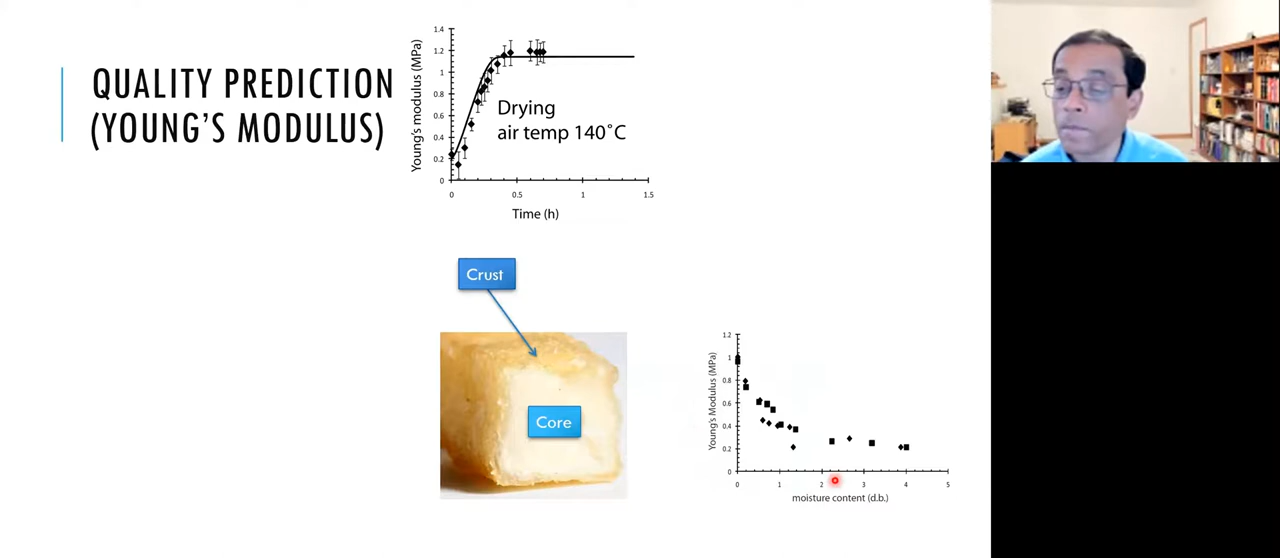 QUALITY PREDICTION
(YOUNG'S MODULUS)
Young's modulus (MPa)
1.4
1.2
1
0.8
0.6
0.4
0.2
0
Drying
air temp 140˚C
0
0.5
1
1.5
Time (h)
Crust
Core
Young's Modulus (MPa)
1.2
1
0.8
0.6
0.4
0.2
0
0
1
2
3
4
5
moisture content (d.b.)